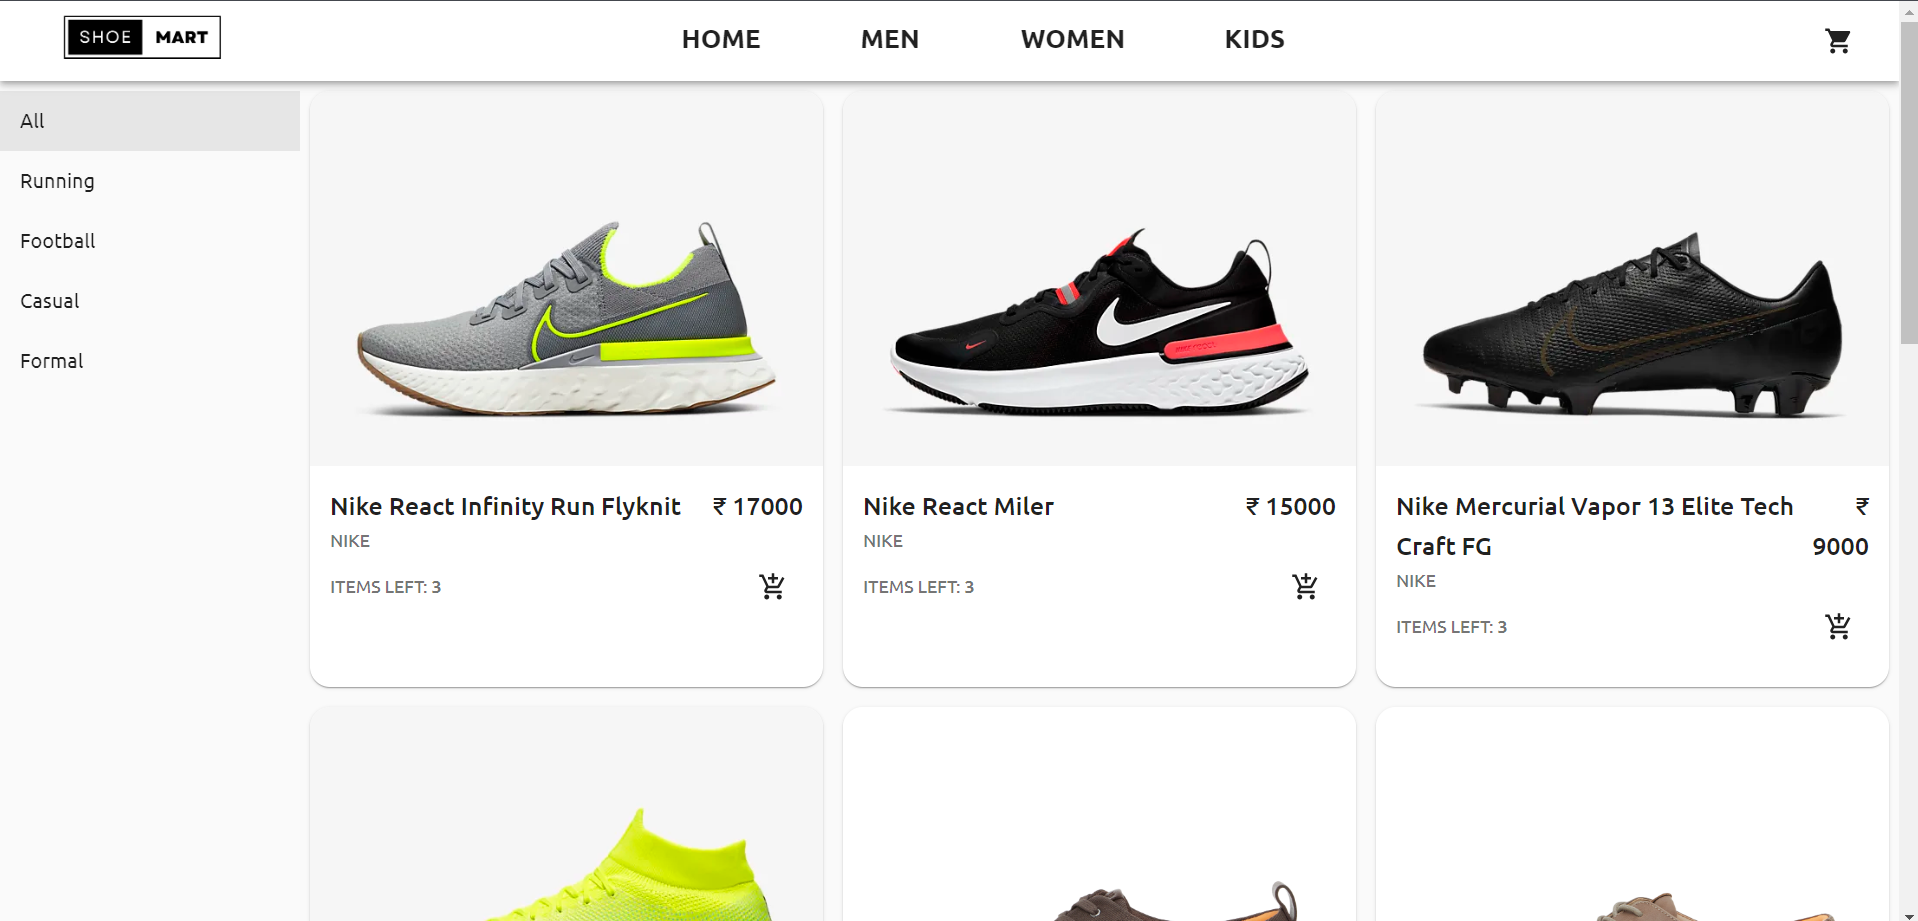 SHOE MART
HOME MEN WOMEN KIDS
All
Running
Football
Casual
Formal
Nike React Infinity Run Flyknit ₹ 17000
NIKE
ITEMS LEFT: 3
Nike React Miler ₹ 15000
NIKE
ITEMS LEFT: 3
Nike Mercurial Vapor 13 Elite Tech ₹
Craft FG 9000
NIKE
ITEMS LEFT: 3